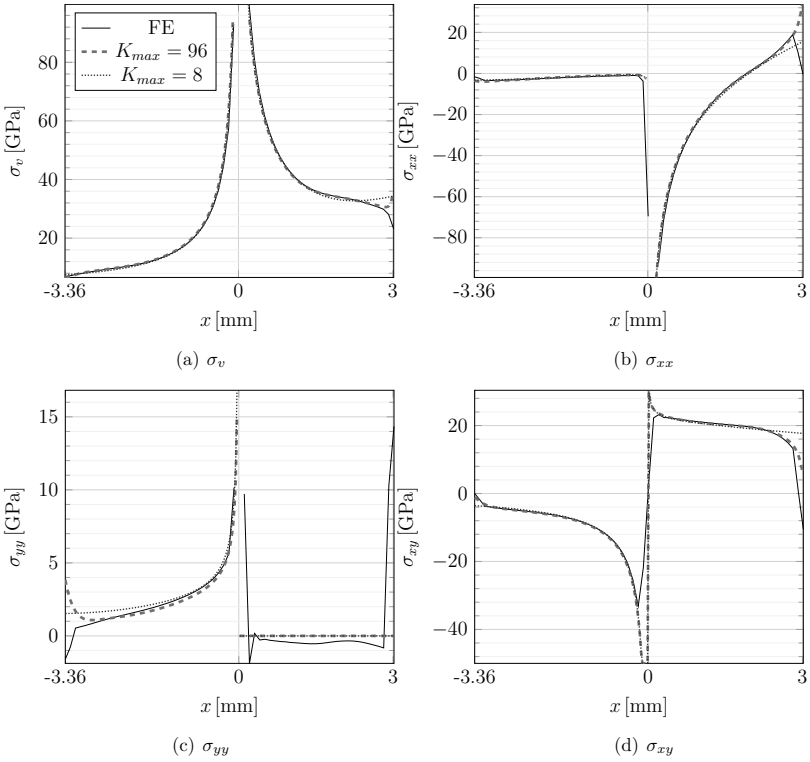 FE
K_max = 96
K_max = 8
80
60
40
20
σ_v [GPa]
-3.36 0 3
x [mm]
(a) σ_v
20
0
−20
−40
−60
−80
σ_xx [GPa]
-3.36 0 3
x [mm]
(b) σ_xx
15
10
5
0
σ_yy [GPa]
-3.36 0 3
x [mm]
(c) σ_yy
20
0
−20
−40
σ_xy [GPa]
-3.36 0 3
x [mm]
(d) σ_xy